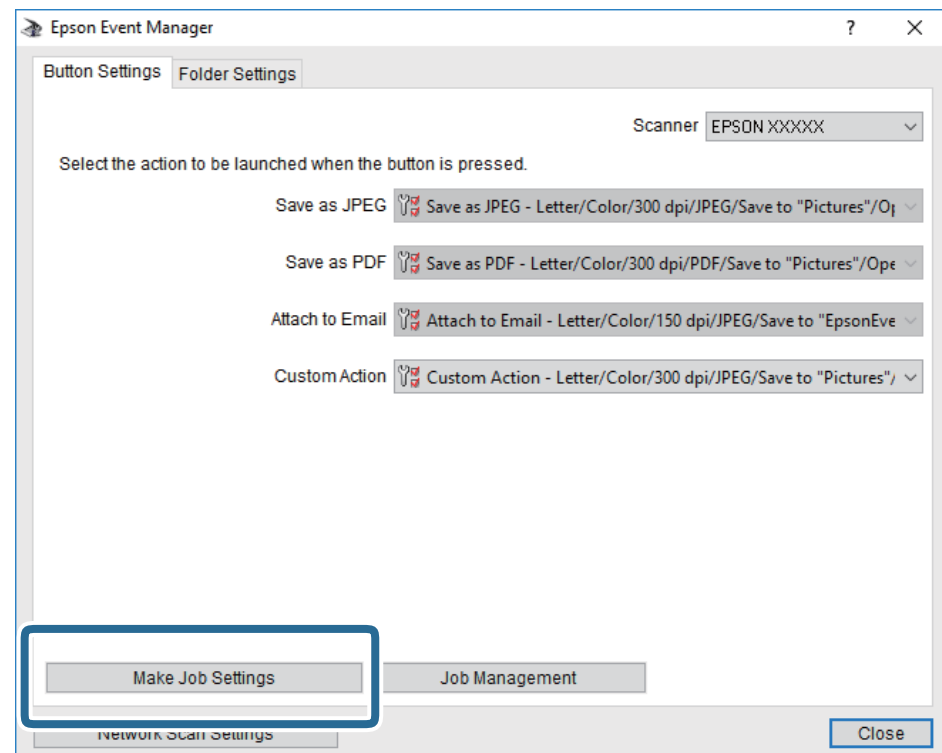 Epson Event Manager
Button Settings Folder Settings
Scanner EPSON XXXXX
Select the action to be launched when the button is pressed.
Save as JPEG Save as JPEG - Letter/Color/300 dpi/JPEG/Save to "Pictures"/Op
Save as PDF Save as PDF - Letter/Color/300 dpi/PDF/Save to "Pictures"/Ope
Attach to Email Attach to Email - Letter/Color/150 dpi/JPEG/Save to "EpsonEve
Custom Action Custom Action - Letter/Color/300 dpi/JPEG/Save to "Pictures"/
Make Job Settings Job Management
Network Scan Settings Close